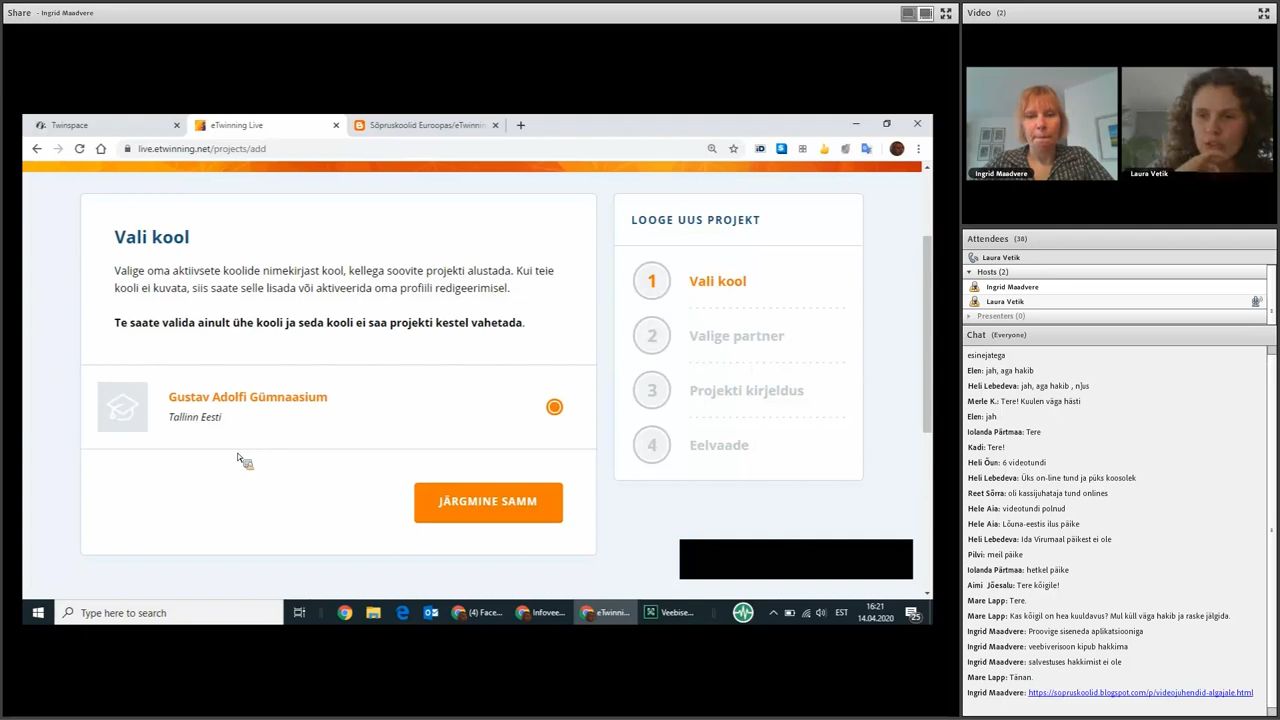 Share - Ingrid Maadvere
Twinspace
eTwinning Live
Sõpruskoolid Euroopas/eTwinnin
live.etwinning.net/projects/add
Vali kool
Valige oma aktiivsete koolide nimekirjast kool, kellega soovite projekti alustada. Kui teie
kooli ei kuvata, siis saate selle lisada või aktiveerida oma profiili redigeerimisel.
Te saate valida ainult ühe kooli ja seda kooli ei saa projekti kestel vahetada.
Gustav Adolfi Gümnaasium
Tallinn Eesti
JÄRGMINE SAMM
LOOGE UUS PROJEKT
1 Vali kool
2 Valige partner
3 Projekti kirjeldus
4 Eelvaade
Type here to search
(4) Face...
Infovee...
eTwinni...
Veebise...
EST
16:21
14.04.2020
25
Video (2)
Ingrid Maadvere
Laura Vetik
Attendees (38)
Laura Vetik
Hosts (2)
Ingrid Maadvere
Laura Vetik
Presenters (0)
Chat (Everyone)
esinejatega
Elen: jah, aga hakib
Heli Lebedeva: jah, aga hakib , n]us
Merle K.: Tere! Kuulen väga hästi
Elen: jah
Iolanda Pärtmaa: Tere
Kadi: Tere!
Heli Õun: 6 videotundi
Heli Lebedeva: Üks on-line tund ja püks koosolek
Reet Sõrra: oli kassijuhataja tund onlines
Hele Aia: videotundi polnud
Hele Aia: Lõuna-eestis ilus päike
Heli Lebedeva: Ida Virumaal päikest ei ole
Pilvi: meil päike
Iolanda Pärtmaa: hetkel päike
Aimi Jõesalu: Tere kõigile!
Mare Lapp: Tere.
Mare Lapp: Kas kõigil on hea kuuldavus? Mul küll väga hakib ja raske jälgida.
Ingrid Maadvere: Proovige siseneda aplikatsiooniga
Ingrid Maadvere: veebiverisoon kipub hakkima
Ingrid Maadvere: salvestuses hakkimist ei ole
Mare Lapp: Tänan.
Ingrid Maadvere: https://sopruskoolid.blogspot.com/p/videojuhendid-algajale.html